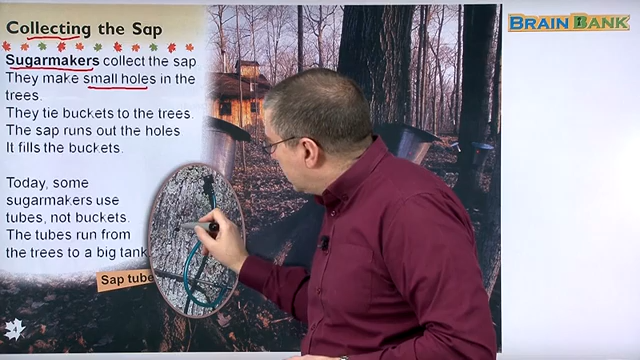 Collecting the Sap
BRAIN BANK
Sugarmakers collect the sap
They make small holes in the
trees.
They tie buckets to the trees.
The sap runs out the holes
It fills the buckets.
Today, some
sugarmakers use
tubes, not buckets.
The tubes run from
the trees to a big tank
Sap tube